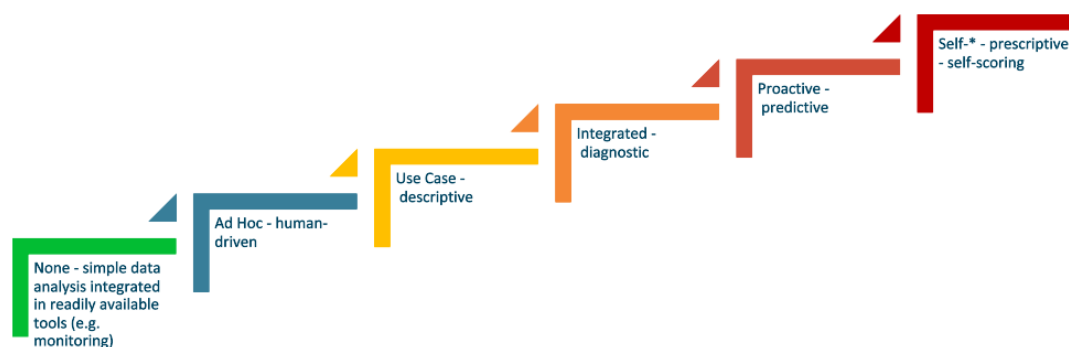 None - simple data
analysis integrated
in readily available
tools (e.g.
monitoring)
Ad Hoc - human-
driven
Use Case -
descriptive
Integrated -
diagnostic
Proactive -
predictive
Self-* - prescriptive
- self-scoring